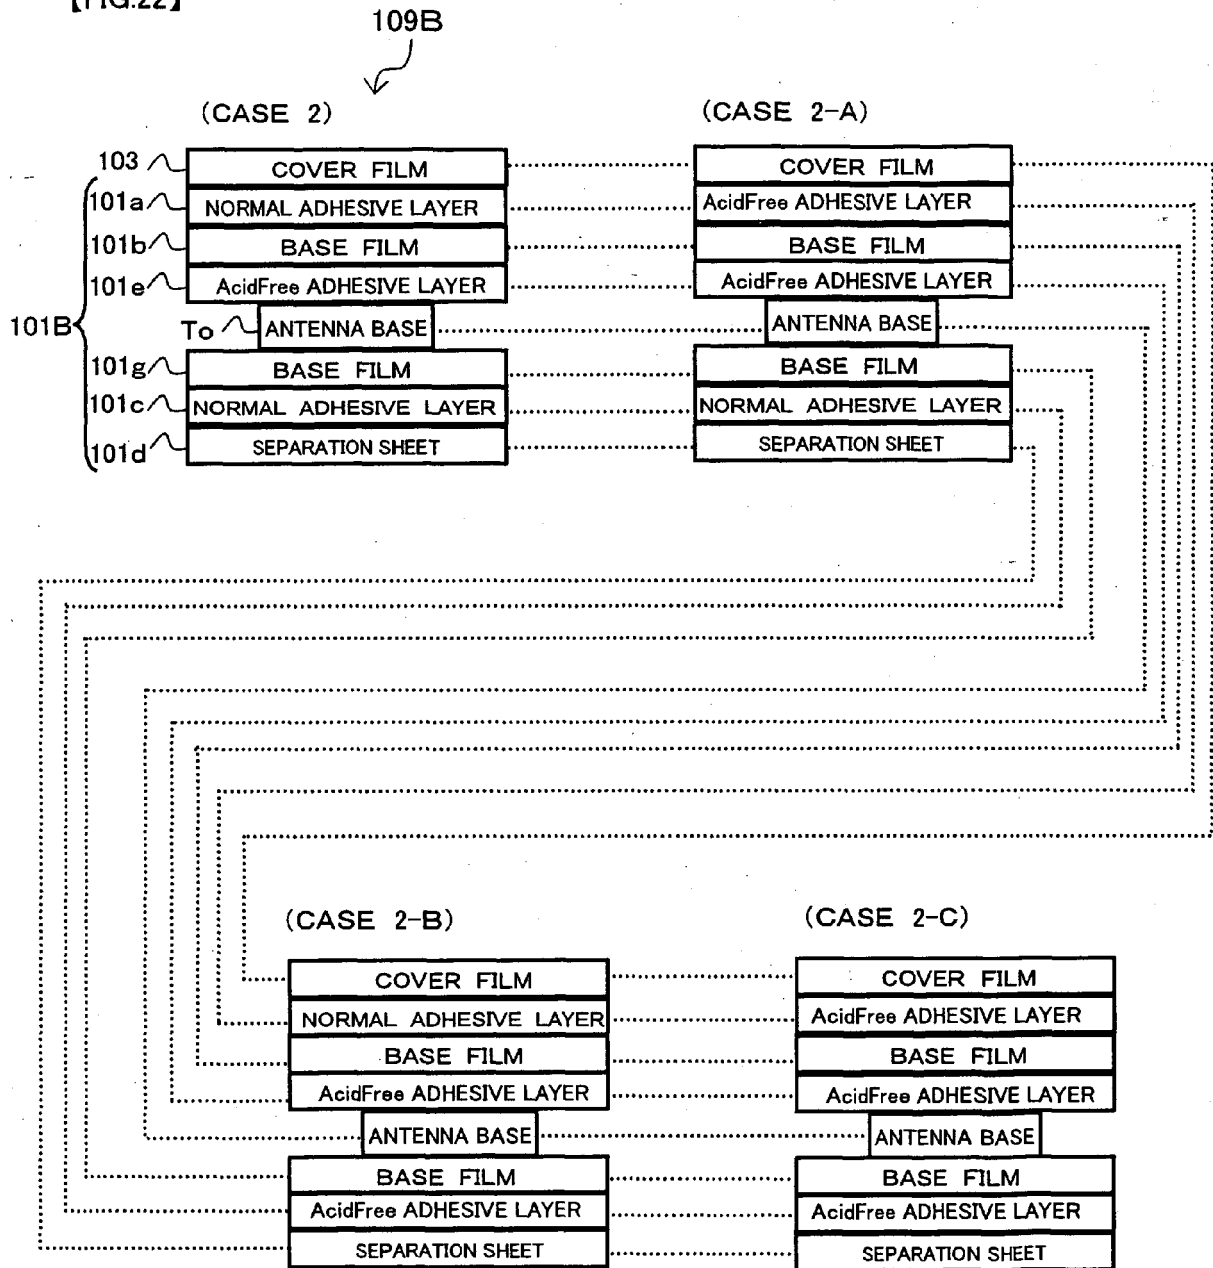 【FIG.22】
109B
(CASE 2)
(CASE 2-A)
103 COVER FILM
COVER FILM
101a NORMAL ADHESIVE LAYER
AcidFree ADHESIVE LAYER
101b BASE FILM
BASE FILM
101e AcidFree ADHESIVE LAYER
AcidFree ADHESIVE LAYER
101B
To ANTENNA BASE
ANTENNA BASE
101g BASE FILM
BASE FILM
101c NORMAL ADHESIVE LAYER
NORMAL ADHESIVE LAYER
101d SEPARATION SHEET
SEPARATION SHEET
(CASE 2-B)
(CASE 2-C)
COVER FILM
COVER FILM
NORMAL ADHESIVE LAYER
AcidFree ADHESIVE LAYER
BASE FILM
BASE FILM
AcidFree ADHESIVE LAYER
AcidFree ADHESIVE LAYER
ANTENNA BASE
ANTENNA BASE
BASE FILM
BASE FILM
AcidFree ADHESIVE LAYER
AcidFree ADHESIVE LAYER
SEPARATION SHEET
SEPARATION SHEET